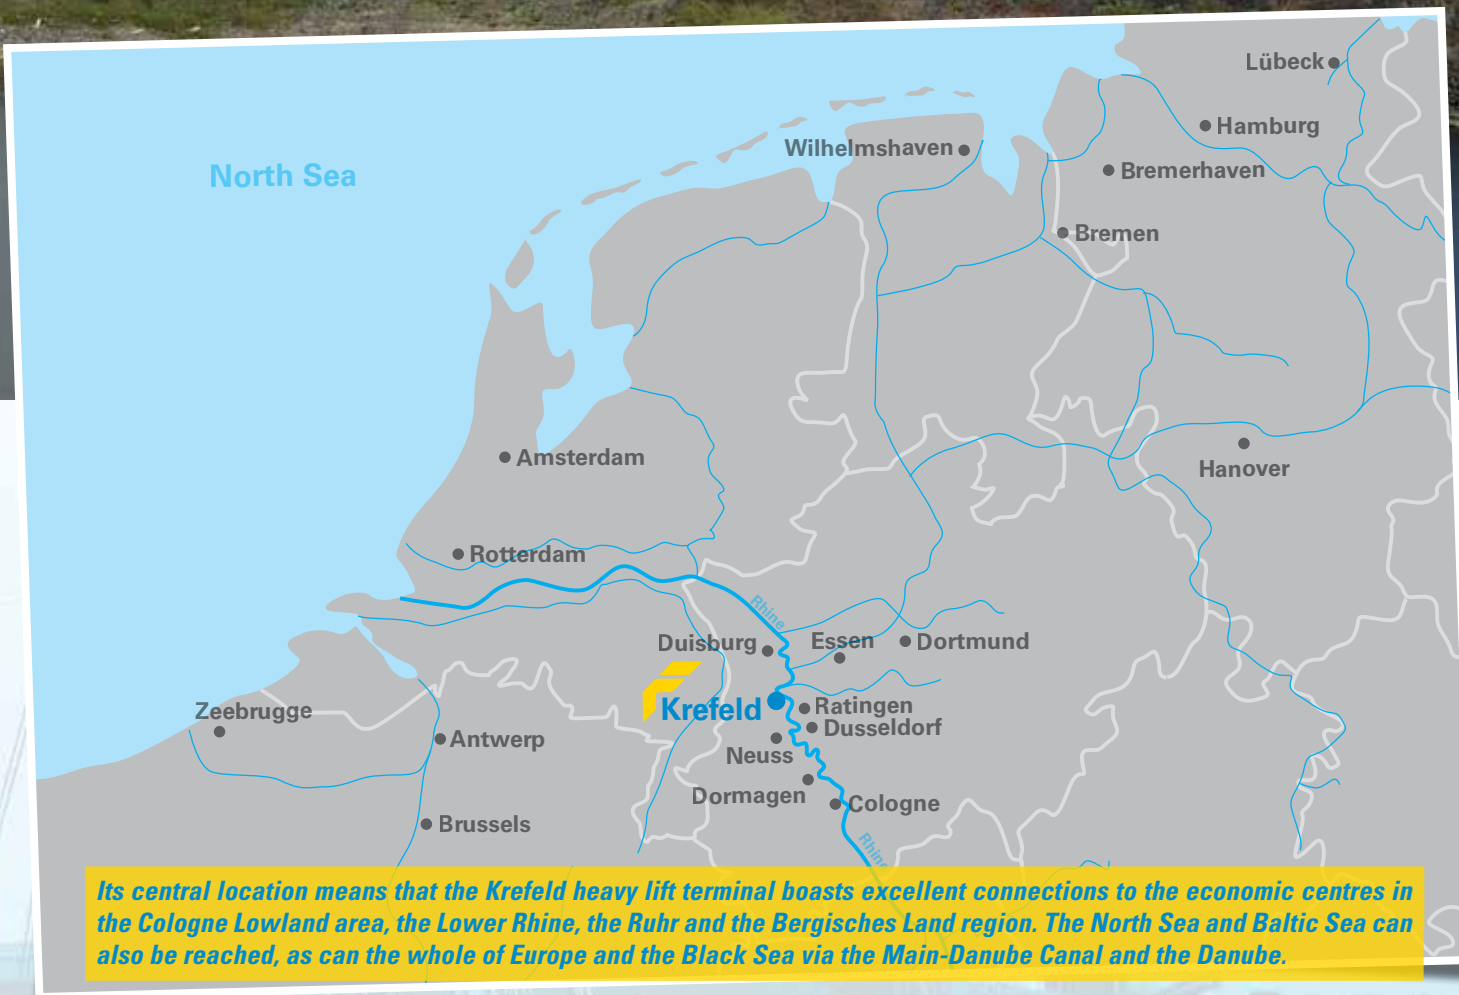 Lübeck
Hamburg
Wilhelmshaven
Bremerhaven
North Sea
Bremen
Amsterdam
Hanover
Rotterdam
Rhine
Duisburg
Essen
Dortmund
Krefeld
Ratingen
Zeebrugge
Dusseldorf
Antwerp
Neuss
Dormagen
Cologne
Brussels
Rhine
Its central location means that the Krefeld heavy lift terminal boasts excellent connections to the economic centres in
the Cologne Lowland area, the Lower Rhine, the Ruhr and the Bergisches Land region. The North Sea and Baltic Sea can
also be reached, as can the whole of Europe and the Black Sea via the Main-Danube Canal and the Danube.